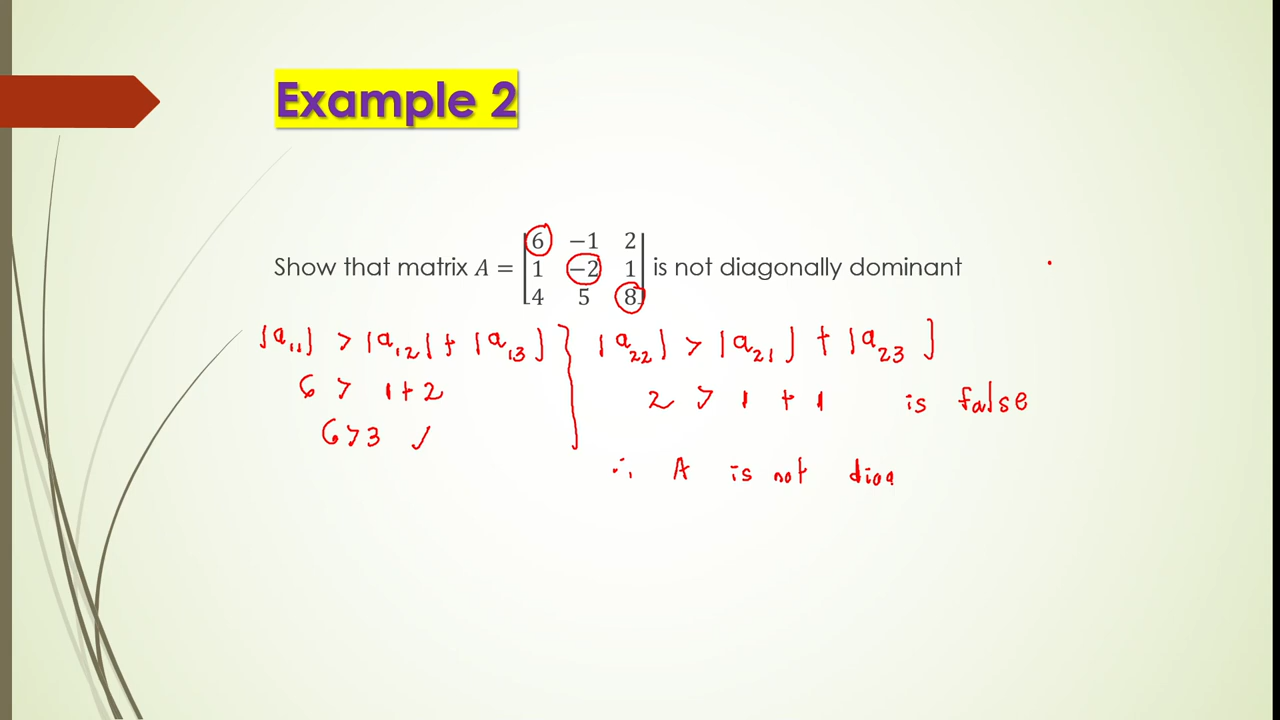 Example 2
Show that matrix A = [6 −1 2
1 −2 1
4 5 8] is not diagonally dominant
|a₁₁| > |a₁₂| + |a₁₃|
6 > 1 + 2
6 > 3 ✓
|a₂₂| > |a₂₁| + |a₂₃|
2 > 1 + 1 is false
∴ A is not diag